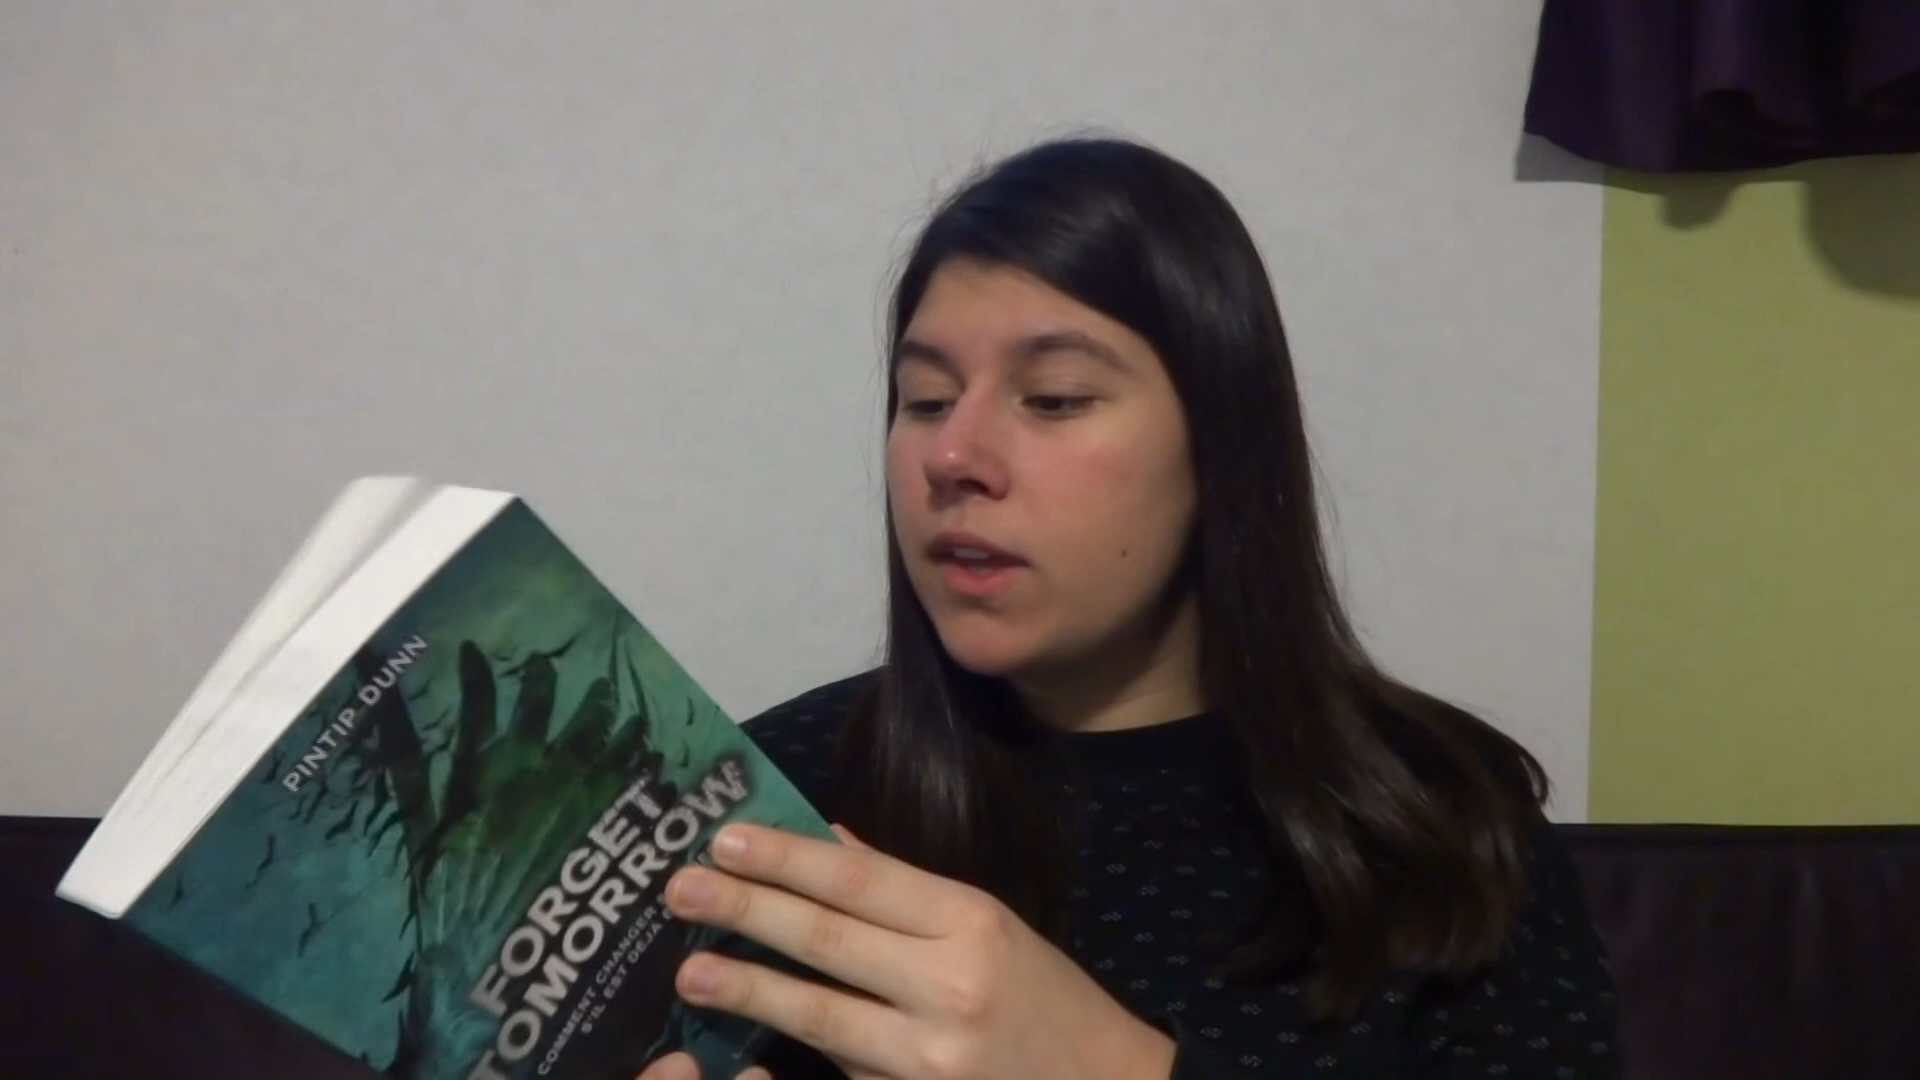 PINTIP DUNN
FORGET
TOMORROW
COMMENT CHANGER
S'IL EST DÉJÀ